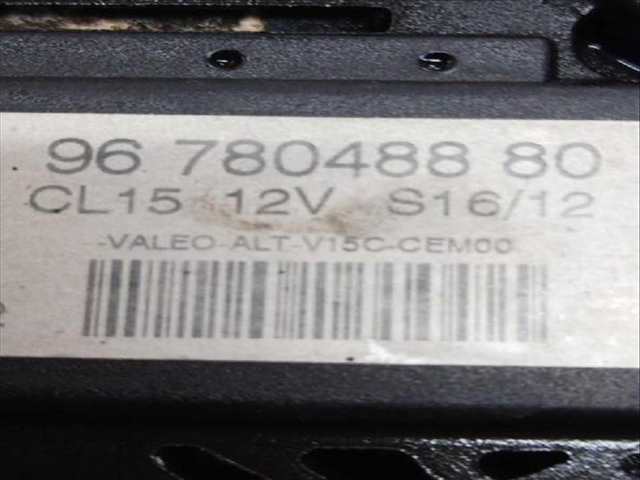 96 780488 80
CL15 12V S16/12
-VALEO-ALT-V15C-CEM00